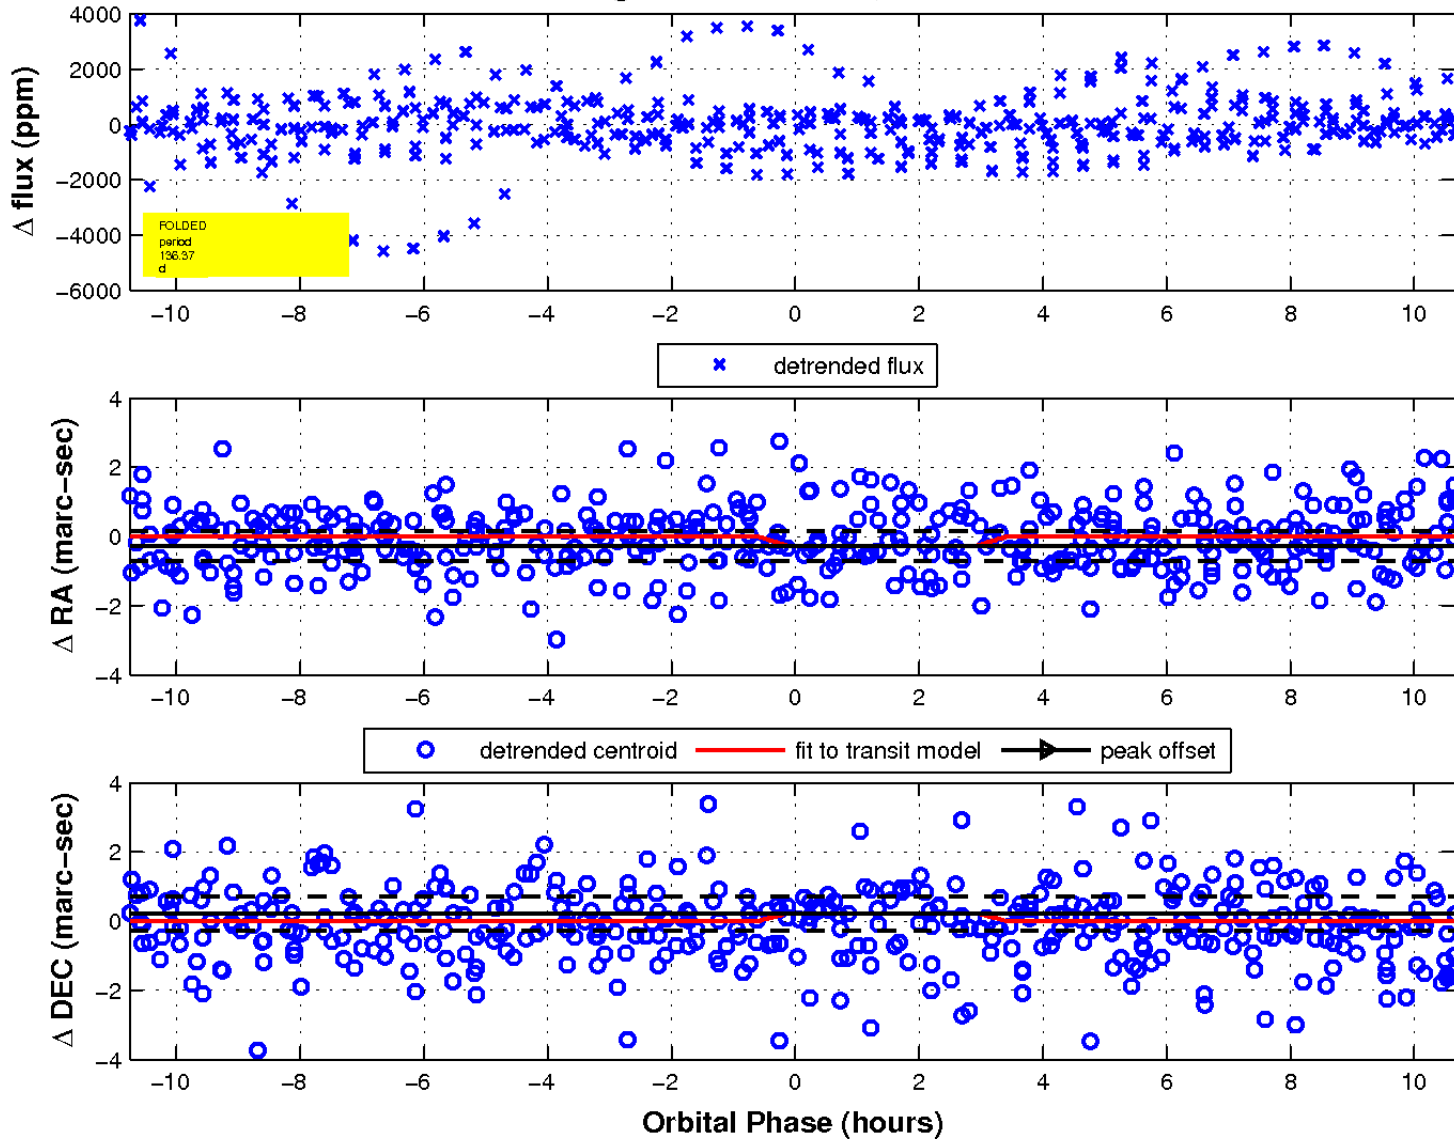 4000
2000
0
−2000
−4000
−6000
Δ flux (ppm)
FOLDED
period
136.37
d
−10 −8 −6 −4 −2 0 2 4 6 8 10
detrended flux
4
2
0
−2
−4
Δ RA (marc−sec)
−10 −8 −6 −4 −2 0 2 4 6 8 10
detrended centroid fit to transit model peak offset
4
2
0
−2
−4
Δ DEC (marc−sec)
−10 −8 −6 −4 −2 0 2 4 6 8 10
Orbital Phase (hours)